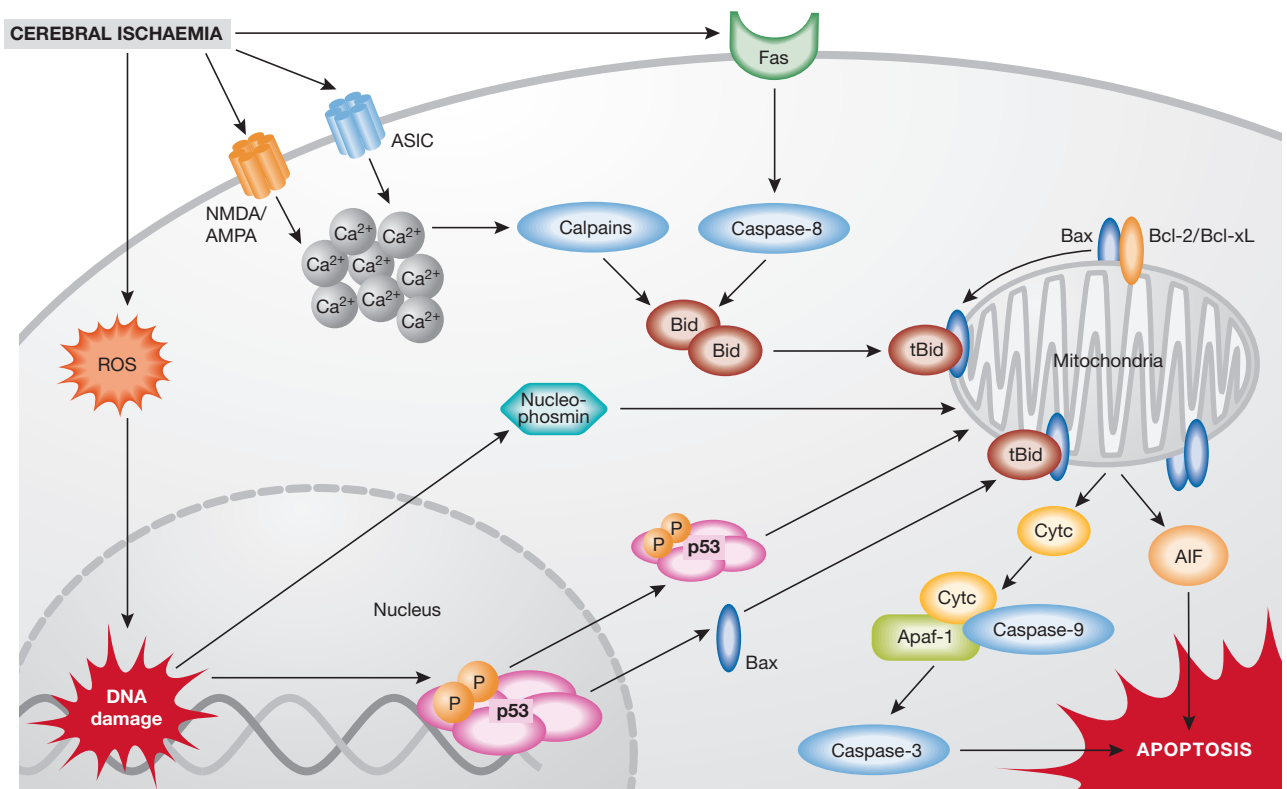 CEREBRAL ISCHAEMIA
Fas
ASIC
NMDA/
AMPA
Ca2+
Ca2+
Ca2+
Ca2+
Ca2+
Ca2+
Ca2+
Ca2+
Calpains
Caspase-8
Bax
Bcl-2/Bcl-xL
Bid
Bid
tBid
Mitochondria
ROS
Nucleo-
phosmin
tBid
P
P
p53
Cytc
AIF
Nucleus
Cytc
Apaf-1
Caspase-9
Bax
P
P
p53
DNA
damage
Caspase-3
APOPTOSIS